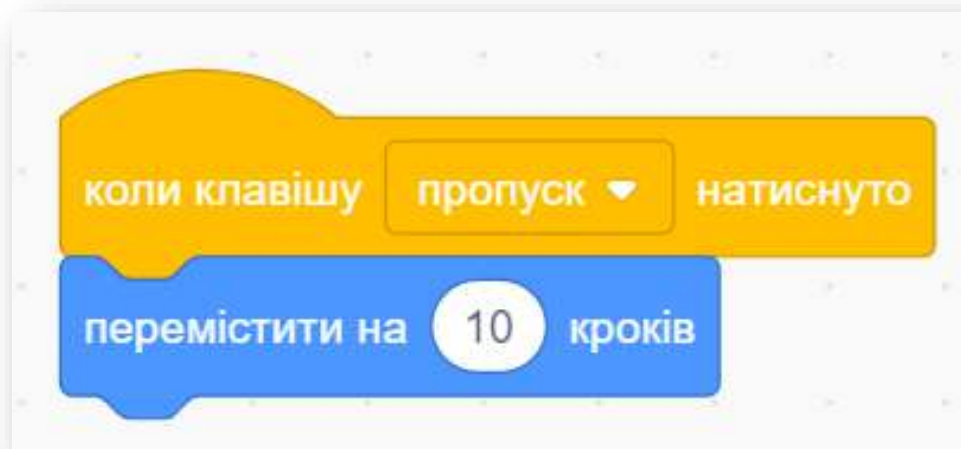 коли клавішу пропуск натиснуто
перемістити на 10 кроків